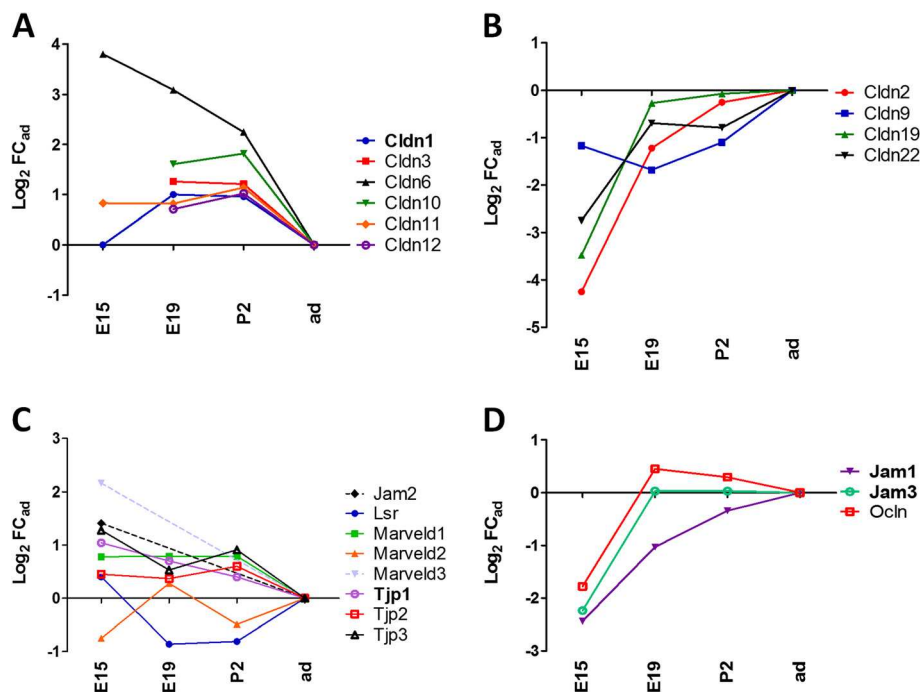 A
Log2 FCad
4
3
2
1
0
-1
E15
E19
P2
ad
Cldn1
Cldn3
Cldn6
Cldn10
Cldn11
Cldn12
B
Log2 FCad
1
0
-1
-2
-3
-4
-5
E15
E19
P2
ad
Cldn2
Cldn9
Cldn19
Cldn22
C
Log2 FCad
3
2
1
0
-1
E15
E19
P2
ad
Jam2
Lsr
Marveld1
Marveld2
Marveld3
Tjp1
Tjp2
Tjp3
D
Log2 FCad
1
0
-1
-2
-3
E15
E19
P2
ad
Jam1
Jam3
Ocln